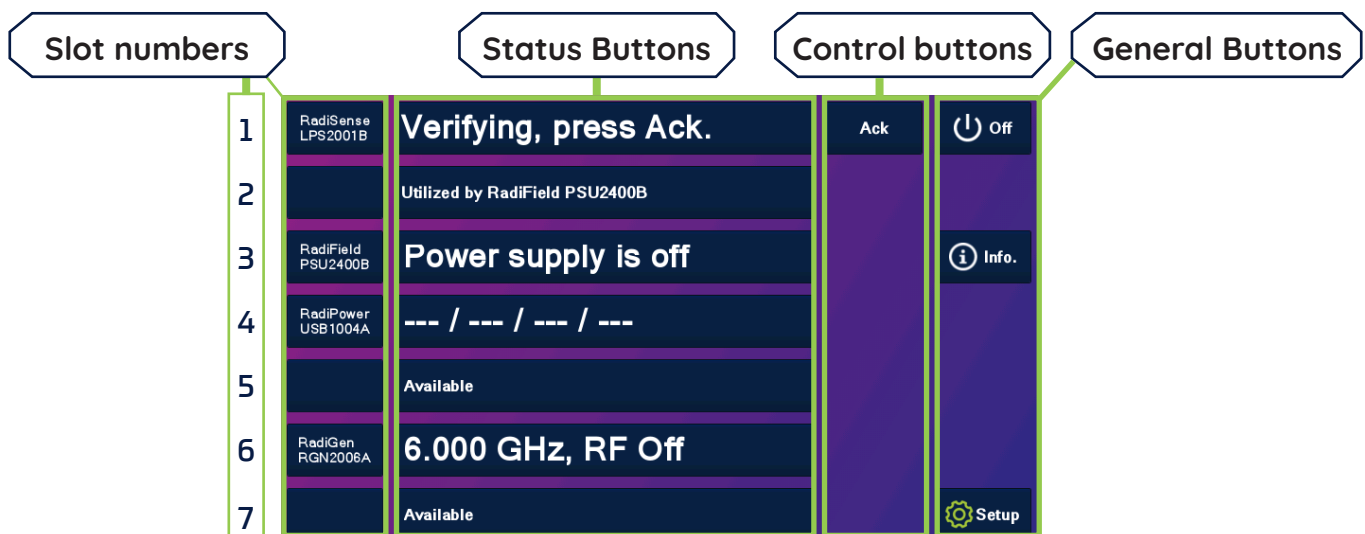 Slot numbers
Status Buttons
Control buttons
General Buttons
1
RadiSense
LPS2001B
Verifying, press Ack.
Ack
Off
2
Utilized by RadiField PSU2400B
3
RadiField
PSU2400B
Power supply is off
Info.
4
RadiPower
USB1004A
--- / --- / --- / ---
5
Available
6
RadiGen
RGN2006A
6.000 GHz, RF Off
7
Available
Setup